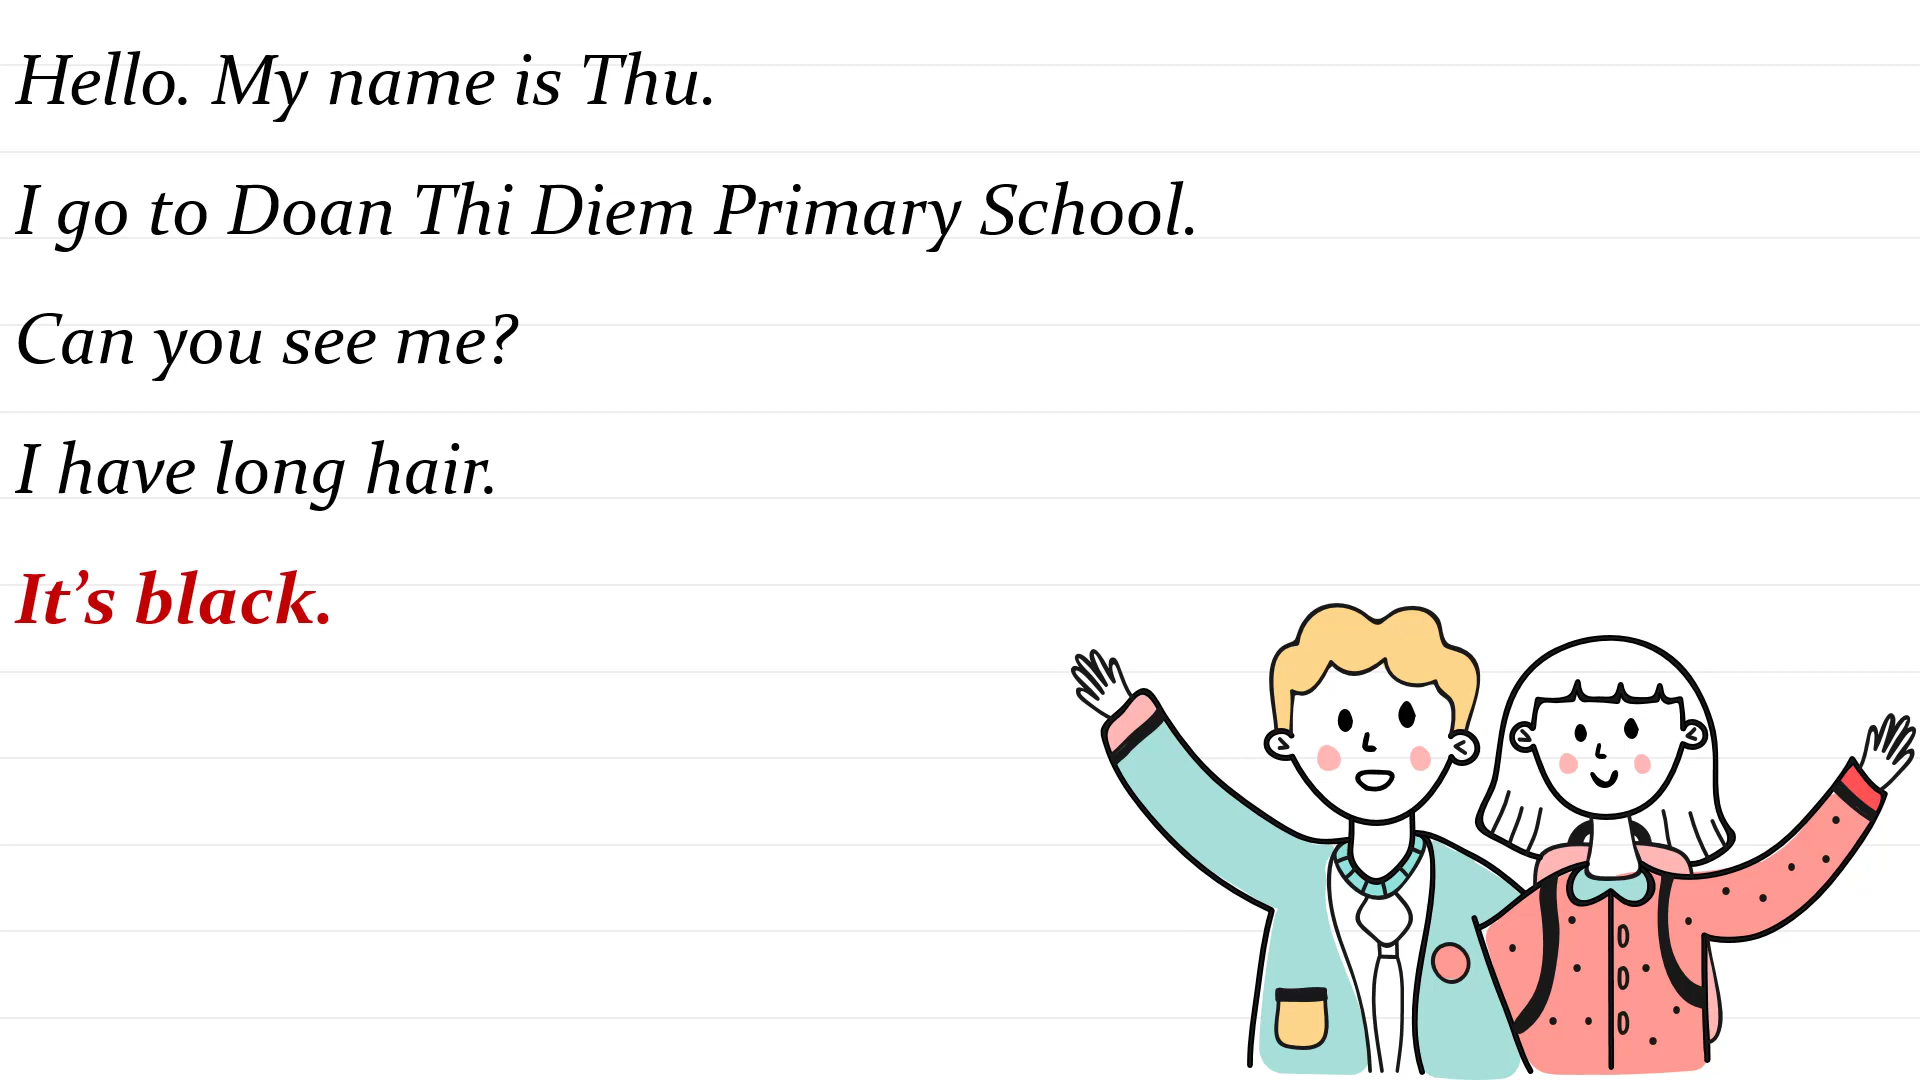 Hello. My name is Thu.
I go to Doan Thi Diem Primary School.
Can you see me?
I have long hair.
It’s black.